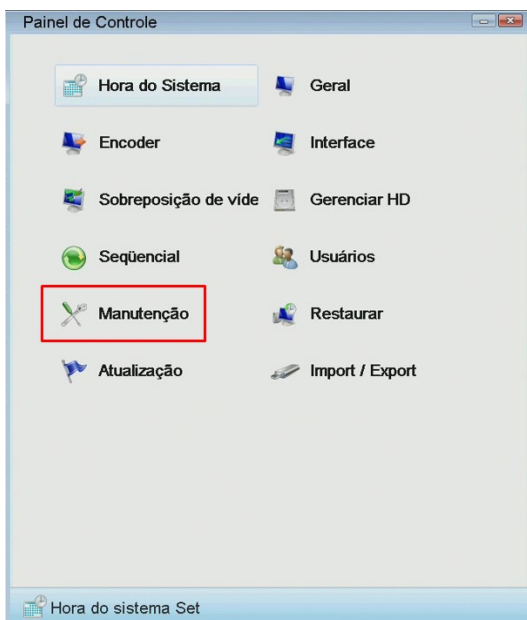 Painel de Controle
Hora do Sistema
Geral
Encoder
Interface
Sobreposição de víde
Gerenciar HD
Seqüencial
Usuários
Manutenção
Restaurar
Atualização
Import / Export
Hora do sistema Set